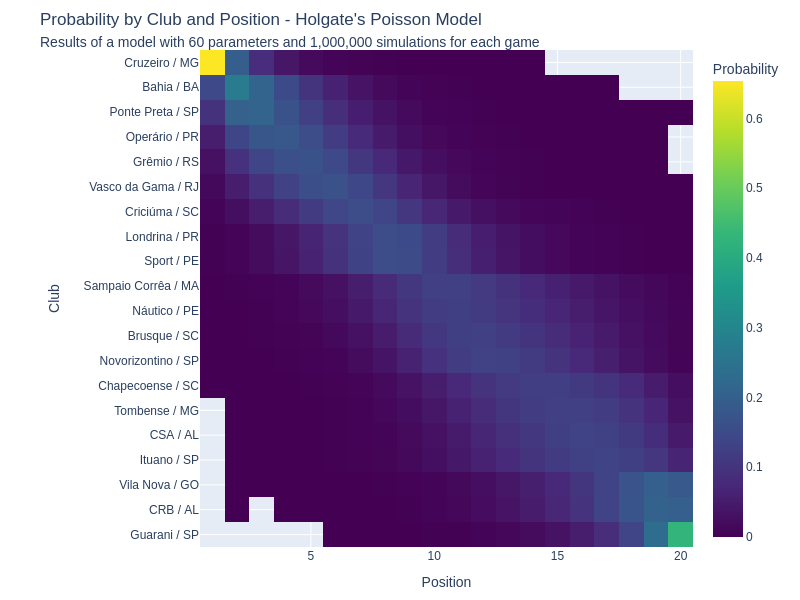 Probability by Club and Position - Holgate's Poisson Model
Results of a model with 60 parameters and 1,000,000 simulations for each game
Cruzeiro / MG
Bahia / BA
Ponte Preta / SP
Operário / PR
Grêmio / RS
Vasco da Gama / RJ
Criciúma / SC
Londrina / PR
Sport / PE
Sampaio Corrêa / MA
Náutico / PE
Brusque / SC
Novorizontino / SP
Chapecoense / SC
Tombense / MG
CSA / AL
Ituano / SP
Vila Nova / GO
CRB / AL
Guarani / SP
Club
5
10
15
20
Position
Probability
0.6
0.5
0.4
0.3
0.2
0.1
0